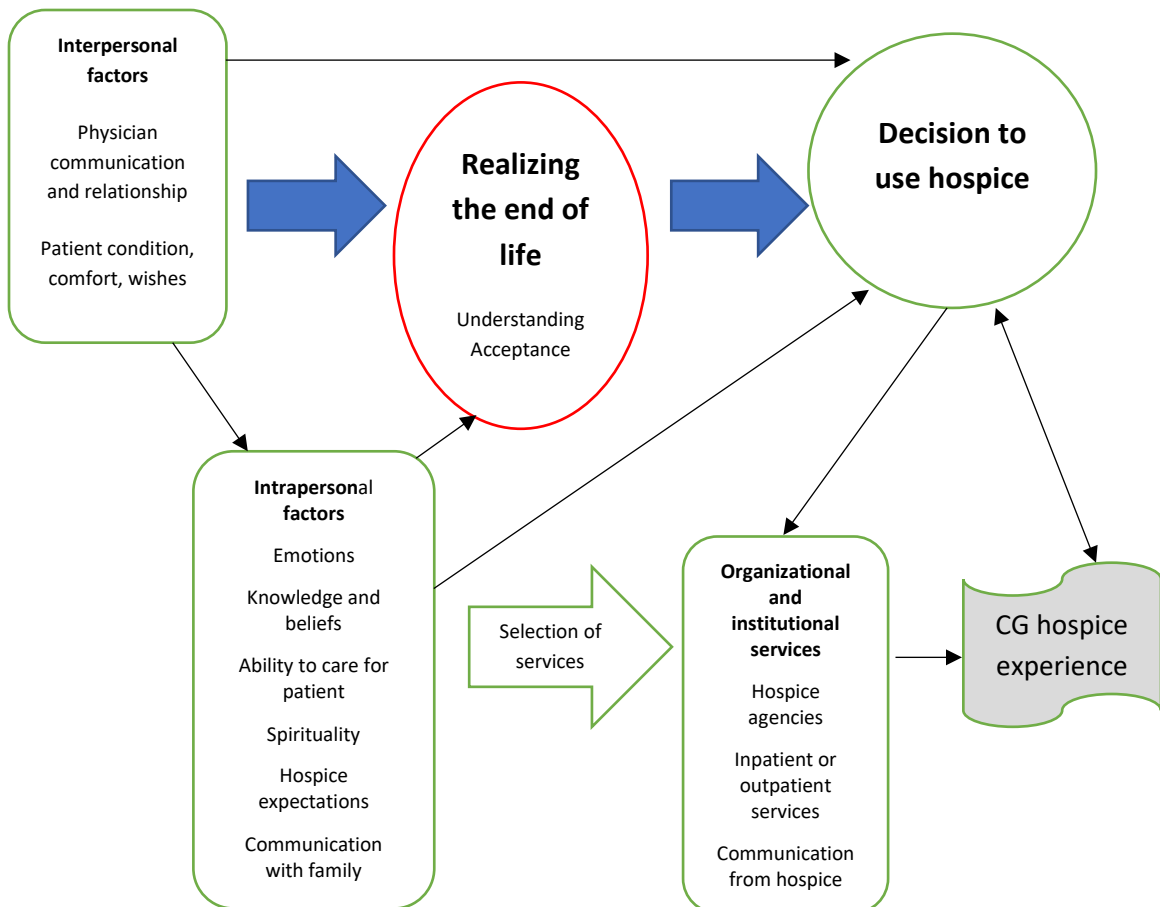 Interpersonal
factors
Physician
communication
and relationship
Patient condition,
comfort, wishes
Realizing
the end of
life
Understanding
Acceptance
Decision to
use hospice
Intrapersonal
factors
Emotions
Knowledge and
beliefs
Ability to care for
patient
Spirituality
Hospice
expectations
Communication
with family
Selection of
services
Organizational
and
institutional
services
Hospice
agencies
Inpatient or
outpatient
services
Communication
from hospice
CG hospice
experience